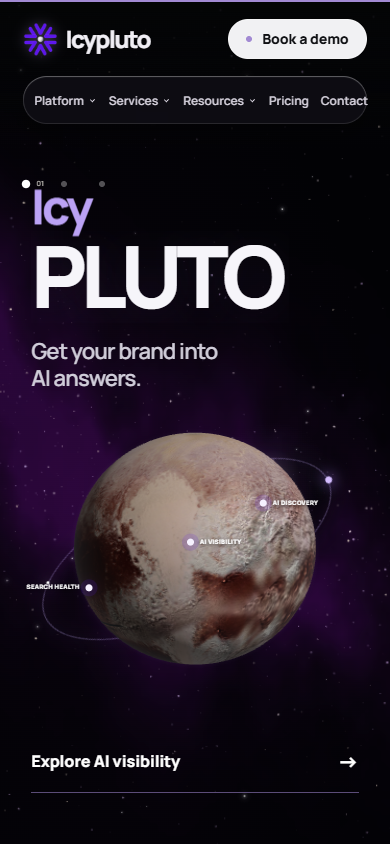 Icypluto
Book a demo
Platform
Services
Resources
Pricing
Contact
01
Icy
PLUTO
Get your brand into
AI answers.
AI DISCOVERY
AI VISIBILITY
SEARCH HEALTH
Explore AI visibility →